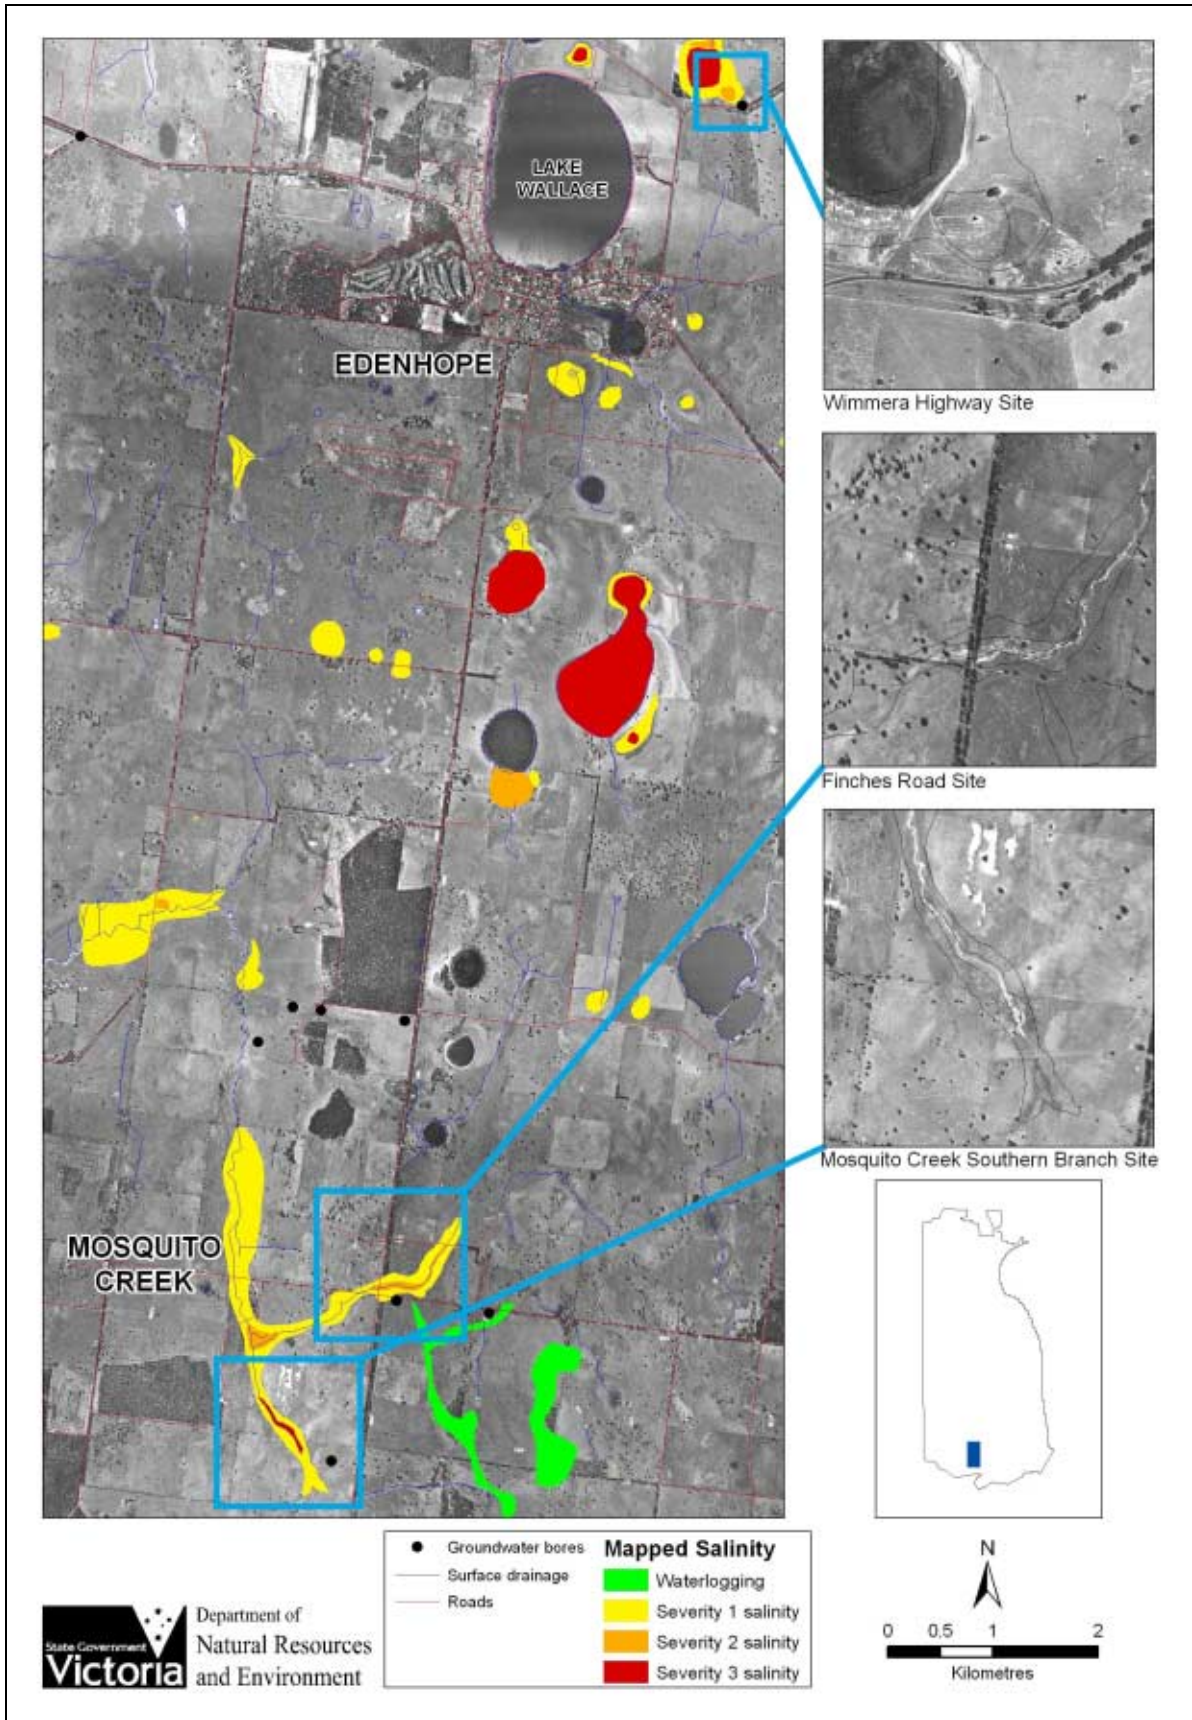 LAKE
WALLACE
EDENHOPE
MOSQUITO
CREEK
Wimmera Highway Site
Finches Road Site
Mosquito Creek Southern Branch Site
Groundwater bores
Surface drainage
Roads
Mapped Salinity
Waterlogging
Severity 1 salinity
Severity 2 salinity
Severity 3 salinity
N
0 0.5 1 2
Kilometres
State Government
Victoria
Department of
Natural Resources
and Environment